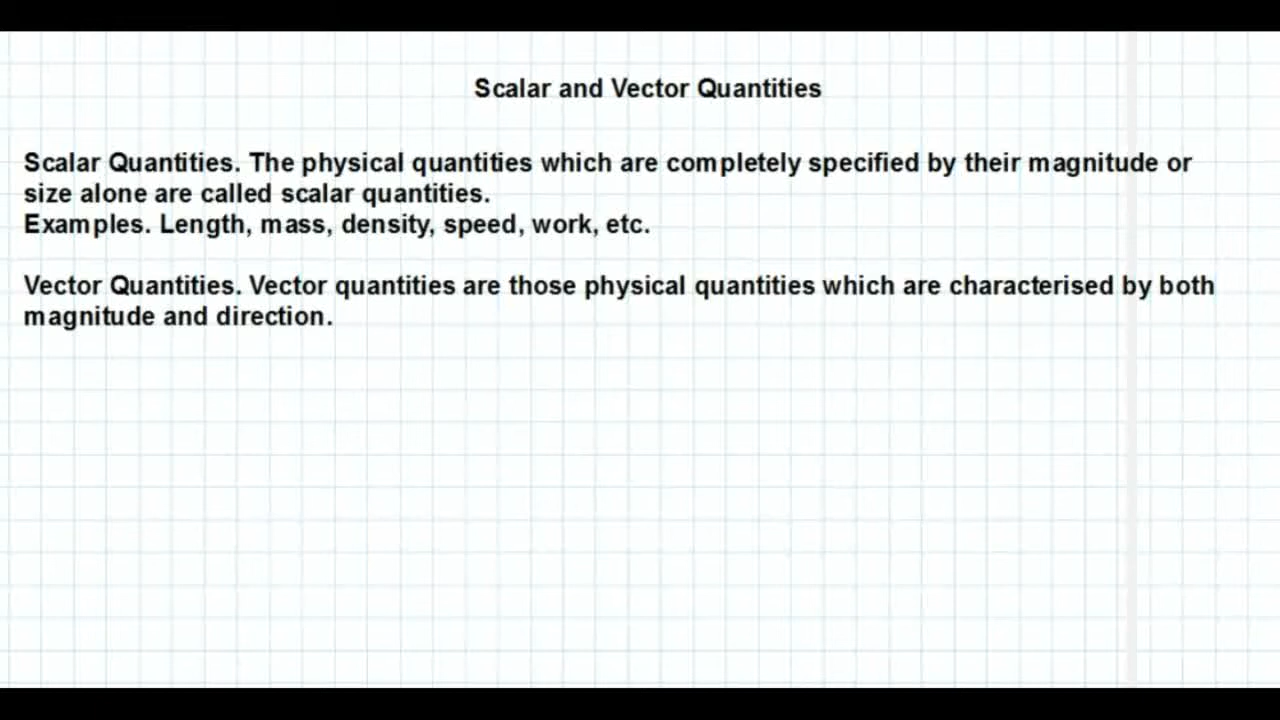 Scalar and Vector Quantities
Scalar Quantities. The physical quantities which are completely specified by their magnitude or
size alone are called scalar quantities.
Examples. Length, mass, density, speed, work, etc.
Vector Quantities. Vector quantities are those physical quantities which are characterised by both
magnitude and direction.